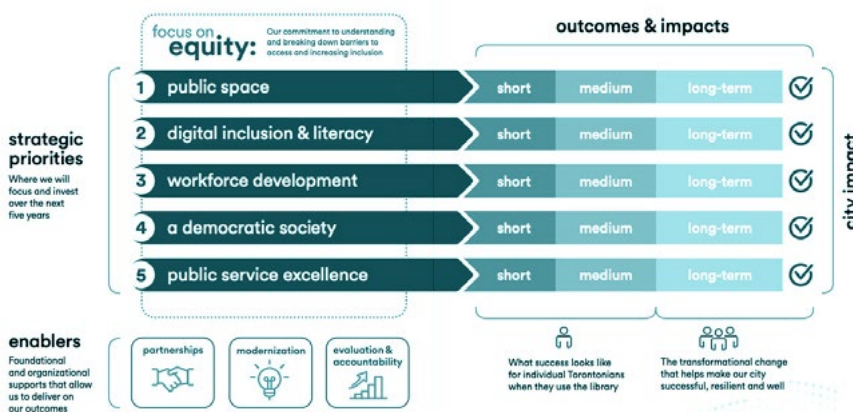 focus on
equity:
Our commitment to understanding
and breaking down barriers to
access and increasing inclusion
outcomes & impacts
strategic
priorities
Where we will
focus and invest
over the next
five years
1 public space short medium long-term
2 digital inclusion & literacy short medium long-term
3 workforce development short medium long-term
4 a democratic society short medium long-term
5 public service excellence short medium long-term
city impact
enablers
Foundational
and organizational
supports that allow
us to deliver on
our outcomes
partnerships
modernization
evaluation &
accountability
What success looks like
for individual Torontonians
when they use the library
The transformational change
that helps make our city
successful, resilient and well